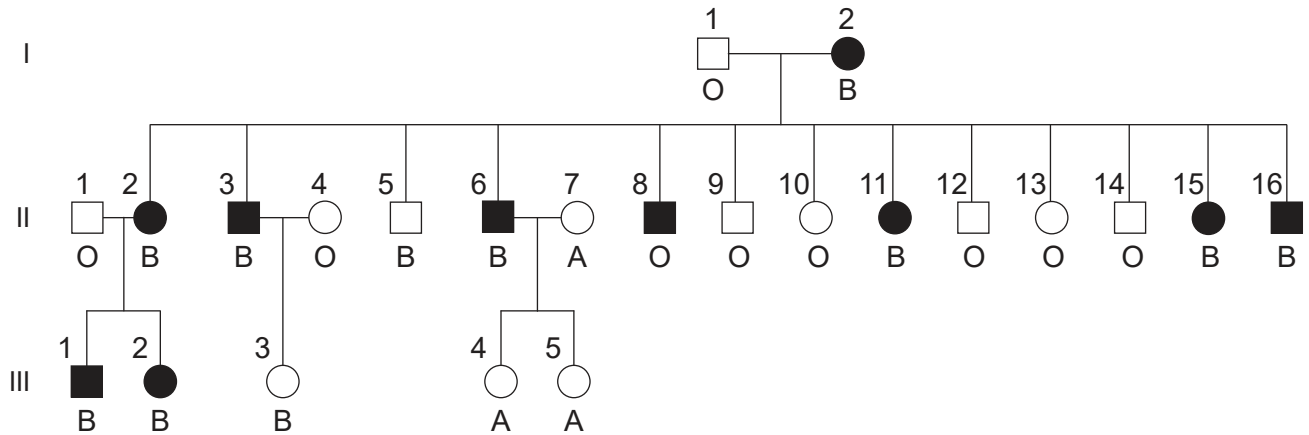 1 2
I
O B
1 2 3 4 5 6 7 8 9 10 11 12 13 14 15 16
II
O B B O B B A O O O B O O O B B
1 2 3 4 5
III
B B B A A